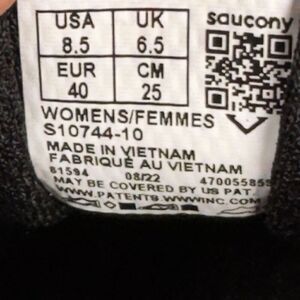 USA UK saucony
8.5 6.5
EUR CM
40 25
WOMENS/FEMMES
S10744-10
MADE IN VIETNAM
FABRIQUÉ AU VIETNAM
81594 08/22
MAY BE COVERED BY US PAT.